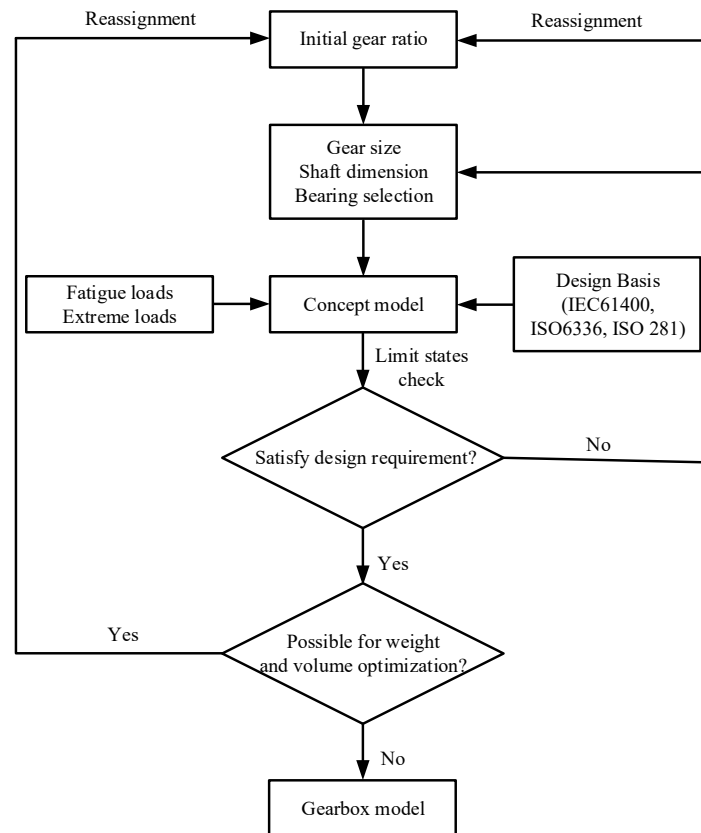 Reassignment
Reassignment
Initial gear ratio
Gear size
Shaft dimension
Bearing selection
Fatigue loads
Extreme loads
Concept model
Design Basis
(IEC61400,
ISO6336, ISO 281)
Limit states
check
Satisfy design requirement?
No
Yes
Yes
Possible for weight
and volume optimization?
No
Gearbox model